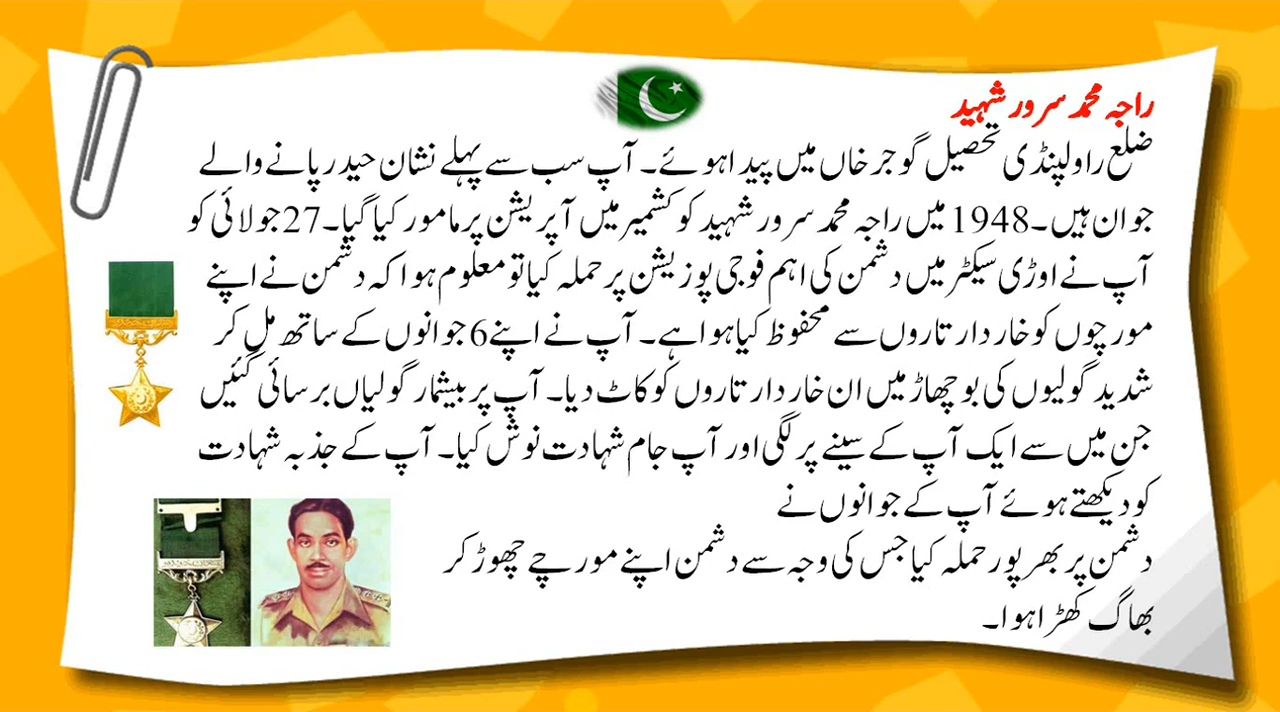 راجہ محمد سرور شہید
ضلع راولپنڈی تحصیل گوجر خاں میں پیدا ہوئے۔ آپ سب سے پہلے نشان حیدر پانے والے
جوان ہیں۔ 1948 میں راجہ محمد سرور شہید کو کشمیر میں آپریشن پر مامور کیا گیا۔ 27 جولائی کو
آپ نے اوڑی سیکٹر میں دشمن کی اہم فوجی پوزیشن پر حملہ کیا تو معلوم ہوا کہ دشمن نے اپنے
مورچوں کو خاردار تاروں سے محفوظ کیا ہوا ہے۔ آپ نے اپنے 6 جوانوں کے ساتھ مل کر
شدید گولیوں کی بوچھاڑ میں ان خاردار تاروں کو کاٹ دیا۔ آپ پر بیشمار گولیاں برسائی گئیں
جن میں سے ایک آپ کے سینے پر لگی اور آپ جام شہادت نوش کیا۔ آپ کے جذبہ شہادت
کو دیکھتے ہوئے آپ کے جوانوں نے
دشمن پر بھرپور حملہ کیا جس کی وجہ سے دشمن اپنے مورچے چھوڑ کر
بھاگ کھڑا ہوا۔